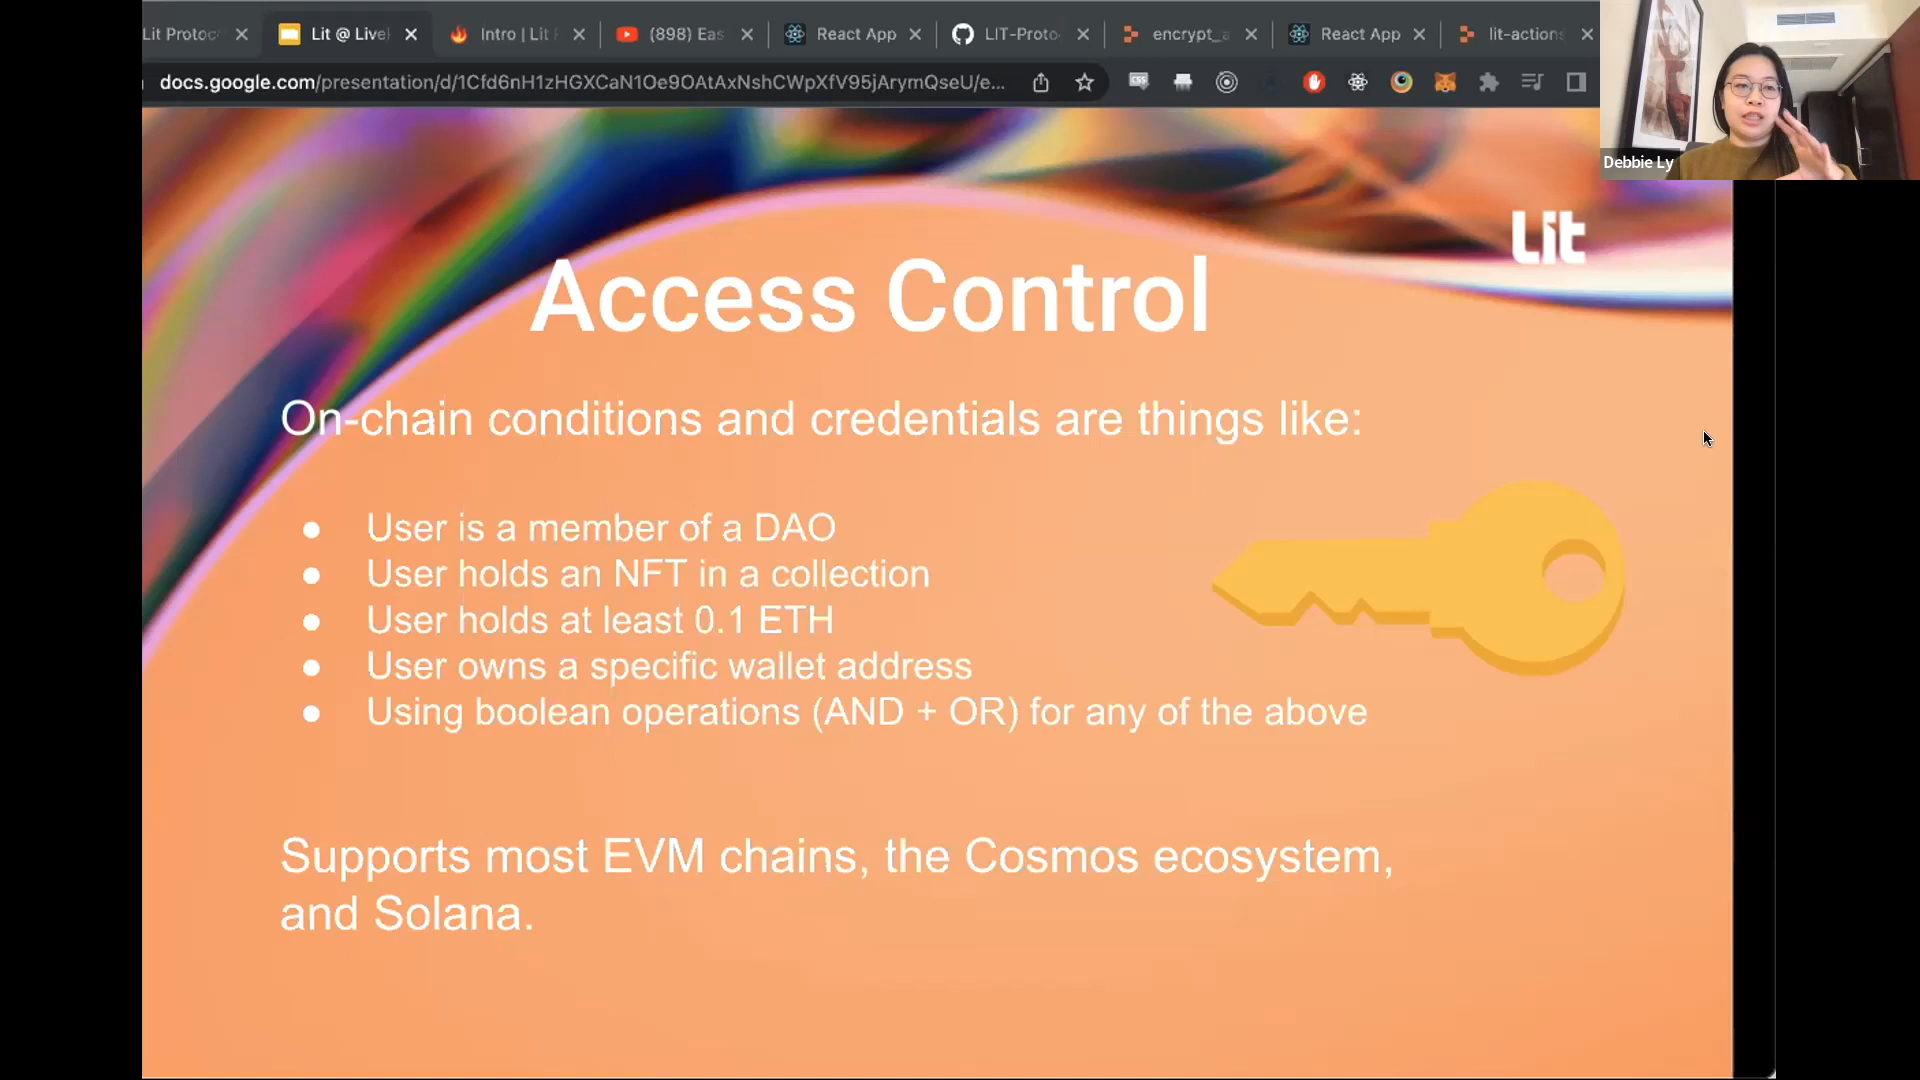 Lit Protoc
Lit @ Live
Intro | Lit
(898) Eas
React App
LIT-Proto
encrypt_a
React App
lit-actions
docs.google.com/presentation/d/1Cfd6nH1zHGXCaN1Oe9OAtAxNshCWpXfV95jArymQseU/e...
Debbie Ly
Lit
Access Control
On-chain conditions and credentials are things like:
● User is a member of a DAO
● User holds an NFT in a collection
● User holds at least 0.1 ETH
● User owns a specific wallet address
● Using boolean operations (AND + OR) for any of the above
Supports most EVM chains, the Cosmos ecosystem,
and Solana.